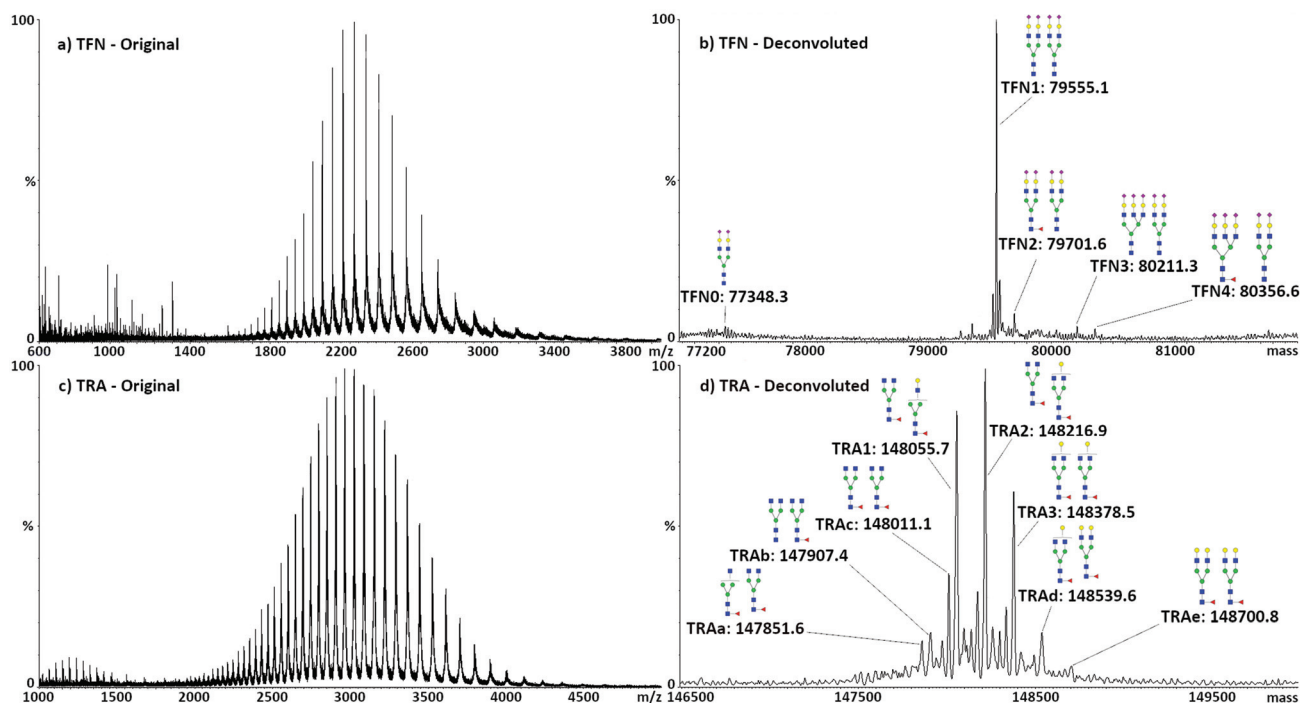 100
a) TFN - Original
%
0
600 1000 1400 1800 2200 2600 3000 3400 3800 m/z
100
b) TFN - Deconvoluted
TFN1: 79555.1
%
TFN2: 79701.6
TFN3: 80211.3
TFN0: 77348.3
TFN4: 80356.6
0
77200 78000 79000 80000 81000 mass
100
c) TRA - Original
%
0
1000 1500 2000 2500 3000 3500 4000 4500 m/z
100
d) TRA - Deconvoluted
TRA1: 148055.7
TRA2: 148216.9
TRAc: 148011.1
TRA3: 148378.5
%
TRAb: 147907.4
TRAd: 148539.6
TRAa: 147851.6
TRAe: 148700.8
0
146500 147500 148500 149500 mass